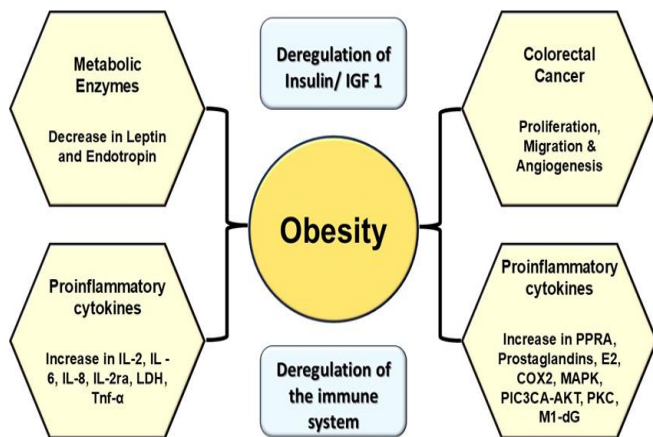 Metabolic
Enzymes
Decrease in Leptin
and Endotropin
Deregulation of
Insulin/ IGF 1
Colorectal
Cancer
Proliferation,
Migration &
Angiogenesis
Obesity
Proinflammatory
cytokines
Increase in IL-2, IL -
6, IL-8, IL-2ra, LDH,
Tnf-α
Deregulation of
the immune
system
Proinflammatory
cytokines
Increase in PPRA,
Prostaglandins, E2,
COX2, MAPK,
PIC3CA-AKT, PKC,
M1-dG